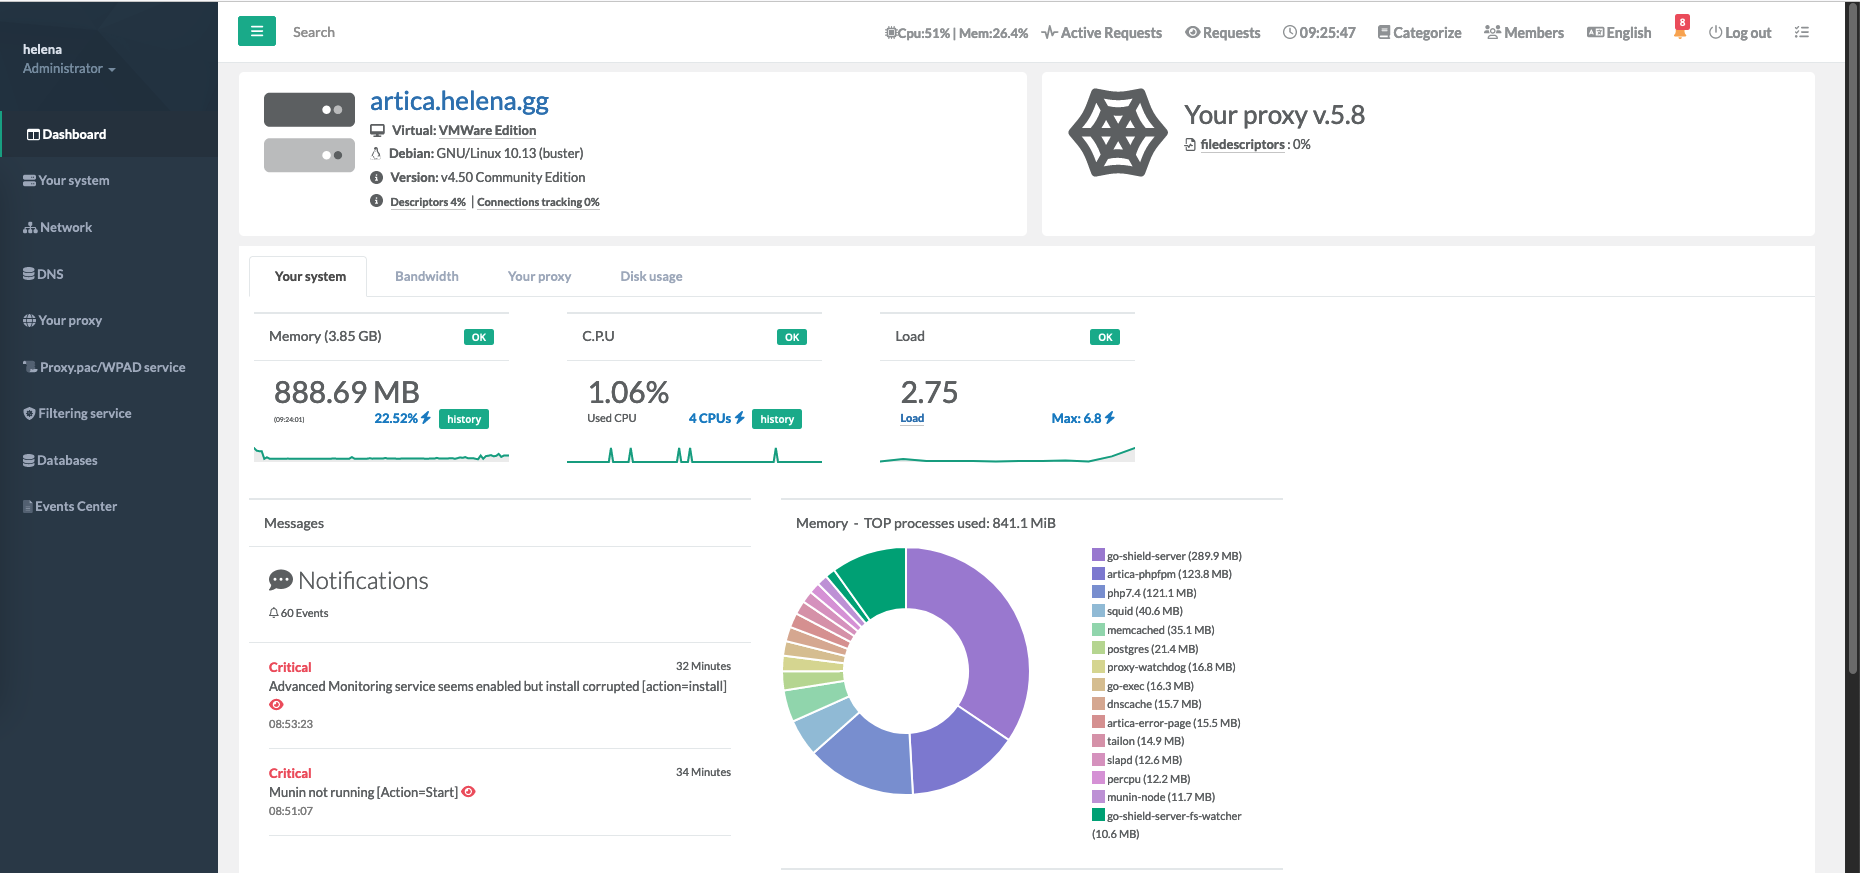 helena
Administrator
Dashboard
Your system
Network
DNS
Your proxy
Proxy.pac/WPAD service
Filtering service
Databases
Events Center
Search
Cpu:51% | Mem:26.4%
Active Requests
Requests
09:25:47
Categorize
Members
English
8
Log out
artica.helena.gg
Virtual: VMWare Edition
Debian: GNU/Linux 10.13 (buster)
Version: v4.50 Community Edition
Descriptors 4% | Connections tracking 0%
Your proxy v.5.8
filedescriptors : 0%
Your system
Bandwidth
Your proxy
Disk usage
Memory (3.85 GB)
OK
888.69 MB
(09:24:01)
22.52%
history
C.P.U
OK
1.06%
Used CPU
4 CPUs
history
Load
OK
2.75
Load
Max: 6.8
Messages
Notifications
60 Events
Critical
32 Minutes
Advanced Monitoring service seems enabled but install corrupted [action=install]
08:53:23
Critical
34 Minutes
Munin not running [Action=Start]
08:51:07
Memory - TOP processes used: 841.1 MiB
go-shield-server (289.9 MB)
artica-phpfpm (123.8 MB)
php7.4 (121.1 MB)
squid (40.6 MB)
memcached (35.1 MB)
postgres (21.4 MB)
proxy-watchdog (16.8 MB)
go-exec (16.3 MB)
dnscache (15.7 MB)
artica-error-page (15.5 MB)
tailon (14.9 MB)
slapd (12.6 MB)
percpu (12.2 MB)
munin-node (11.7 MB)
go-shield-server-fs-watcher
(10.6 MB)